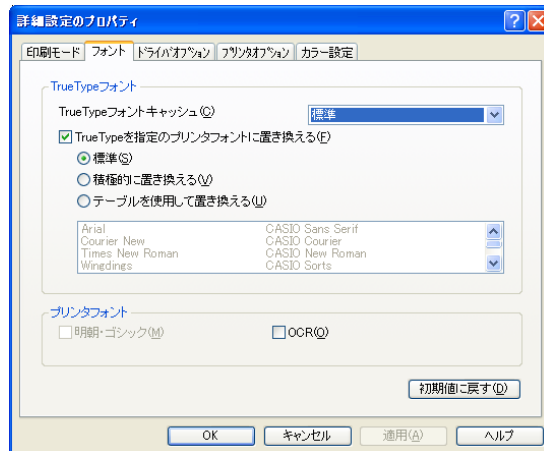 詳細設定のプロパティ
印刷モード フォント ドライバオプション プリンタオプション カラー設定
TrueTypeフォント
TrueTypeフォントキャッシュ(C) 標準
TrueTypeを指定のプリンタフォントに置き換える(F)
標準(S)
積極的に置き換える(V)
テーブルを使用して置き換える(U)
Arial CASIO Sans Serif
Courier New CASIO Courier
Times New Roman CASIO New Roman
Wingdings CASIO Sorts
プリンタフォント
明朝・ゴシック(M) OCR(O)
初期値に戻す(D)
OK キャンセル 適用(A) ヘルプ